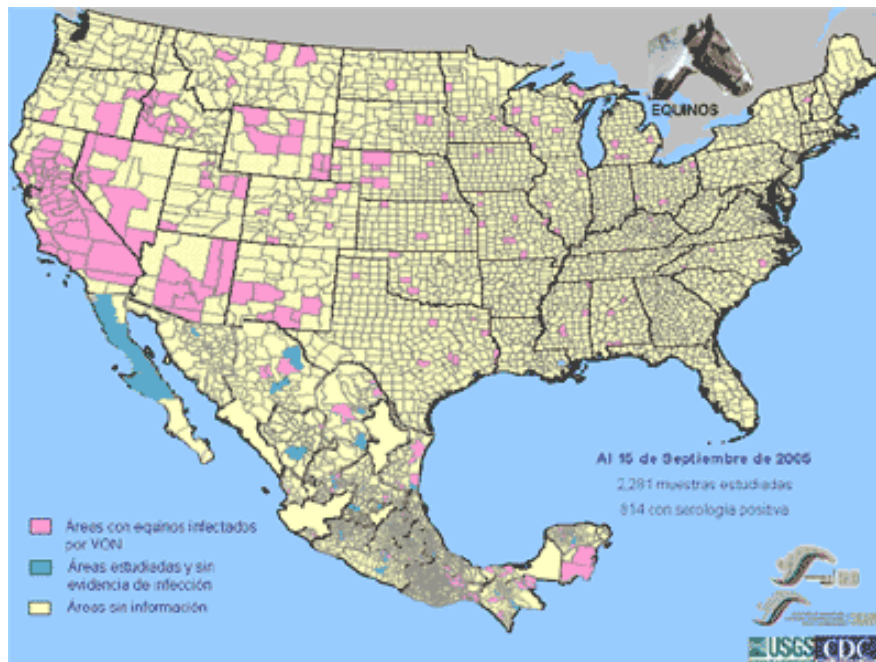 EQUINOS
Al 15 de Septiembre de 2005
2,281 muestras estudiadas
814 con serología positiva
Áreas con equinos infectados
por VON
Áreas estudiadas y sin
evidencia de infección
Áreas sin información
USGS CDC